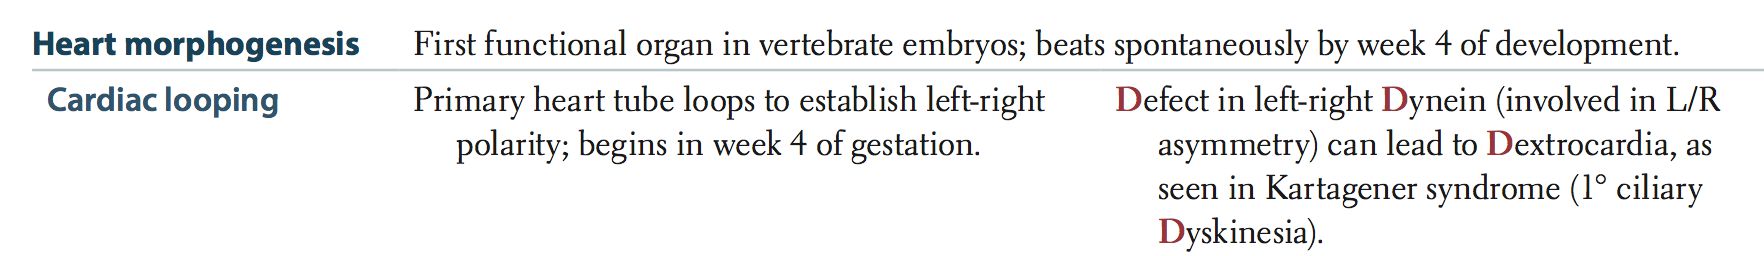 Heart morphogenesis First functional organ in vertebrate embryos; beats spontaneously by week 4 of development.
Cardiac looping
Primary heart tube loops to establish left-right
polarity; begins in week 4 of gestation.
Defect in left-right Dynein (involved in L/R
asymmetry) can lead to Dextrocardia, as
seen in Kartagener syndrome (1° ciliary
Dyskinesia).